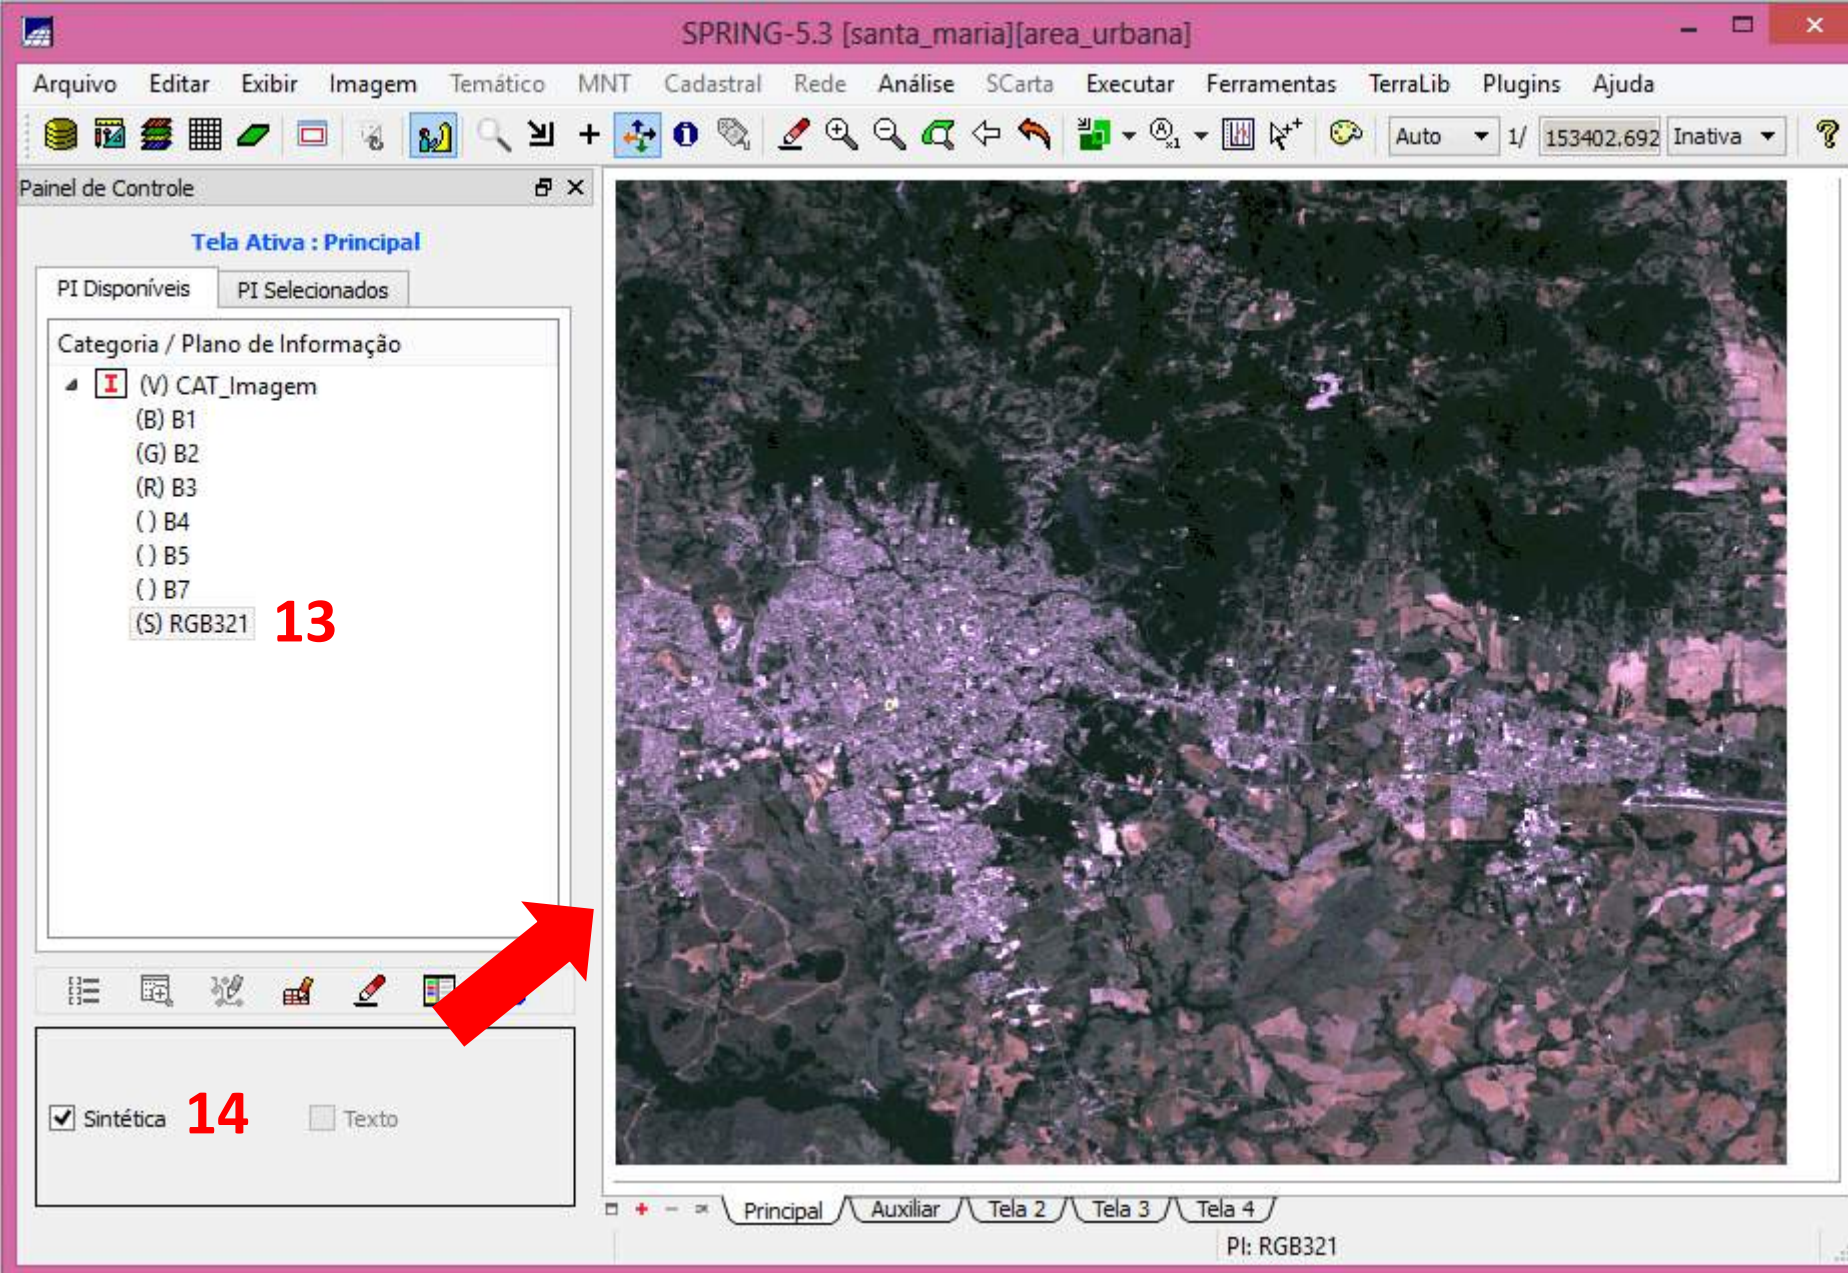 SPRING-5.3 [santa_maria][area_urbana]
Arquivo Editar Exibir Imagem Temático MNT Cadastral Rede Análise SCarta Executar Ferramentas TerraLib Plugins Ajuda
Auto 1/ 153402.692 Inativa
Painel de Controle
Tela Ativa : Principal
PI Disponíveis PI Selecionados
Categoria / Plano de Informação
(V) CAT_Imagem
(B) B1
(G) B2
(R) B3
( ) B4
( ) B5
( ) B7
(S) RGB321 13
Sintética 14 Texto
Principal Auxiliar Tela 2 Tela 3 Tela 4
PI: RGB321